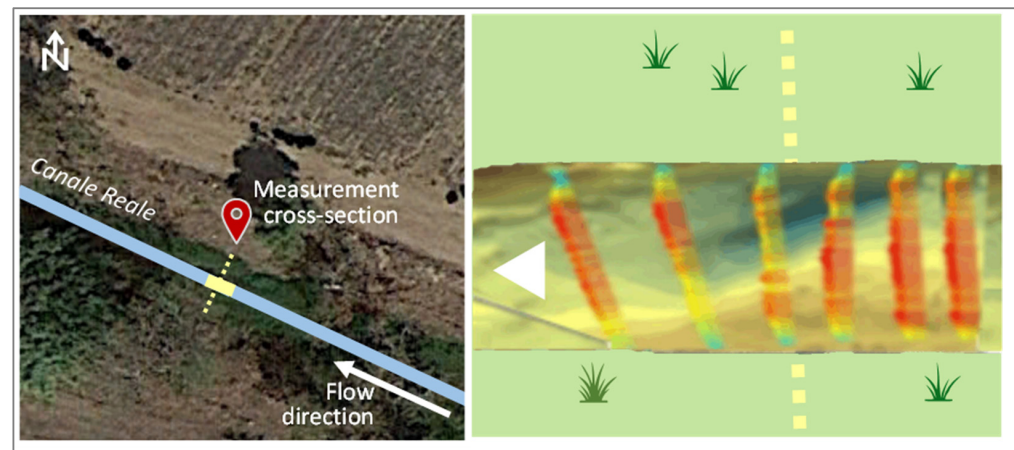 N
Canale Reale
Measurement
cross-section
Flow
direction